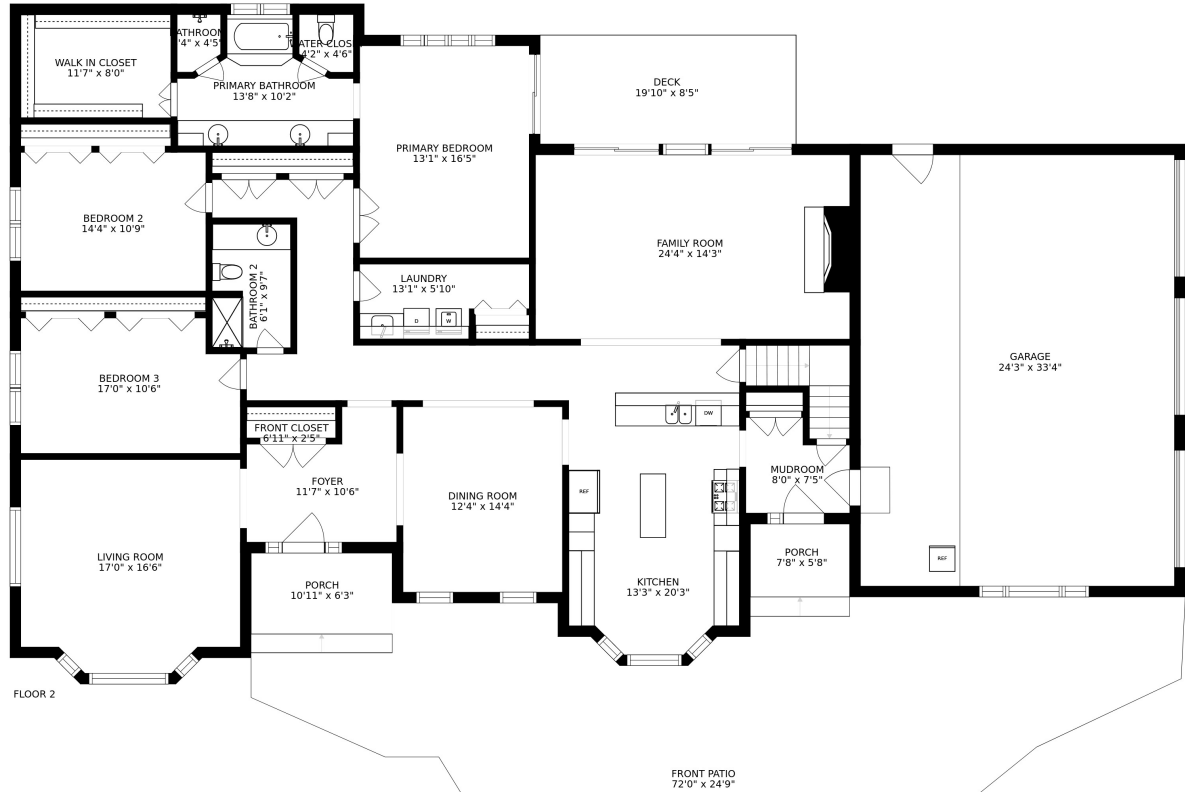 WALK IN CLOSET
11'7" x 8'0"
4'2" x 4'6"
PRIMARY BATHROOM
13'8" x 10'2"
DECK
19'10" x 8'5"
PRIMARY BEDROOM
13'1" x 16'5"
BEDROOM 2
14'4" x 10'9"
FAMILY ROOM
24'4" x 14'3"
BATHROOM 2
6'1" x 9'7"
LAUNDRY
13'1" x 5'10"
D
W
GARAGE
24'3" x 33'4"
BEDROOM 3
17'0" x 10'6"
DW
FRONT CLOSET
6'11" x 2'5"
FOYER
11'7" x 10'6"
DINING ROOM
12'4" x 14'4"
REF
MUDROOM
8'0" x 7'5"
LIVING ROOM
17'0" x 16'6"
PORCH
10'11" x 6'3"
KITCHEN
13'3" x 20'3"
PORCH
7'8" x 5'8"
REF
FLOOR 2
FRONT PATIO
72'0" x 24'9"